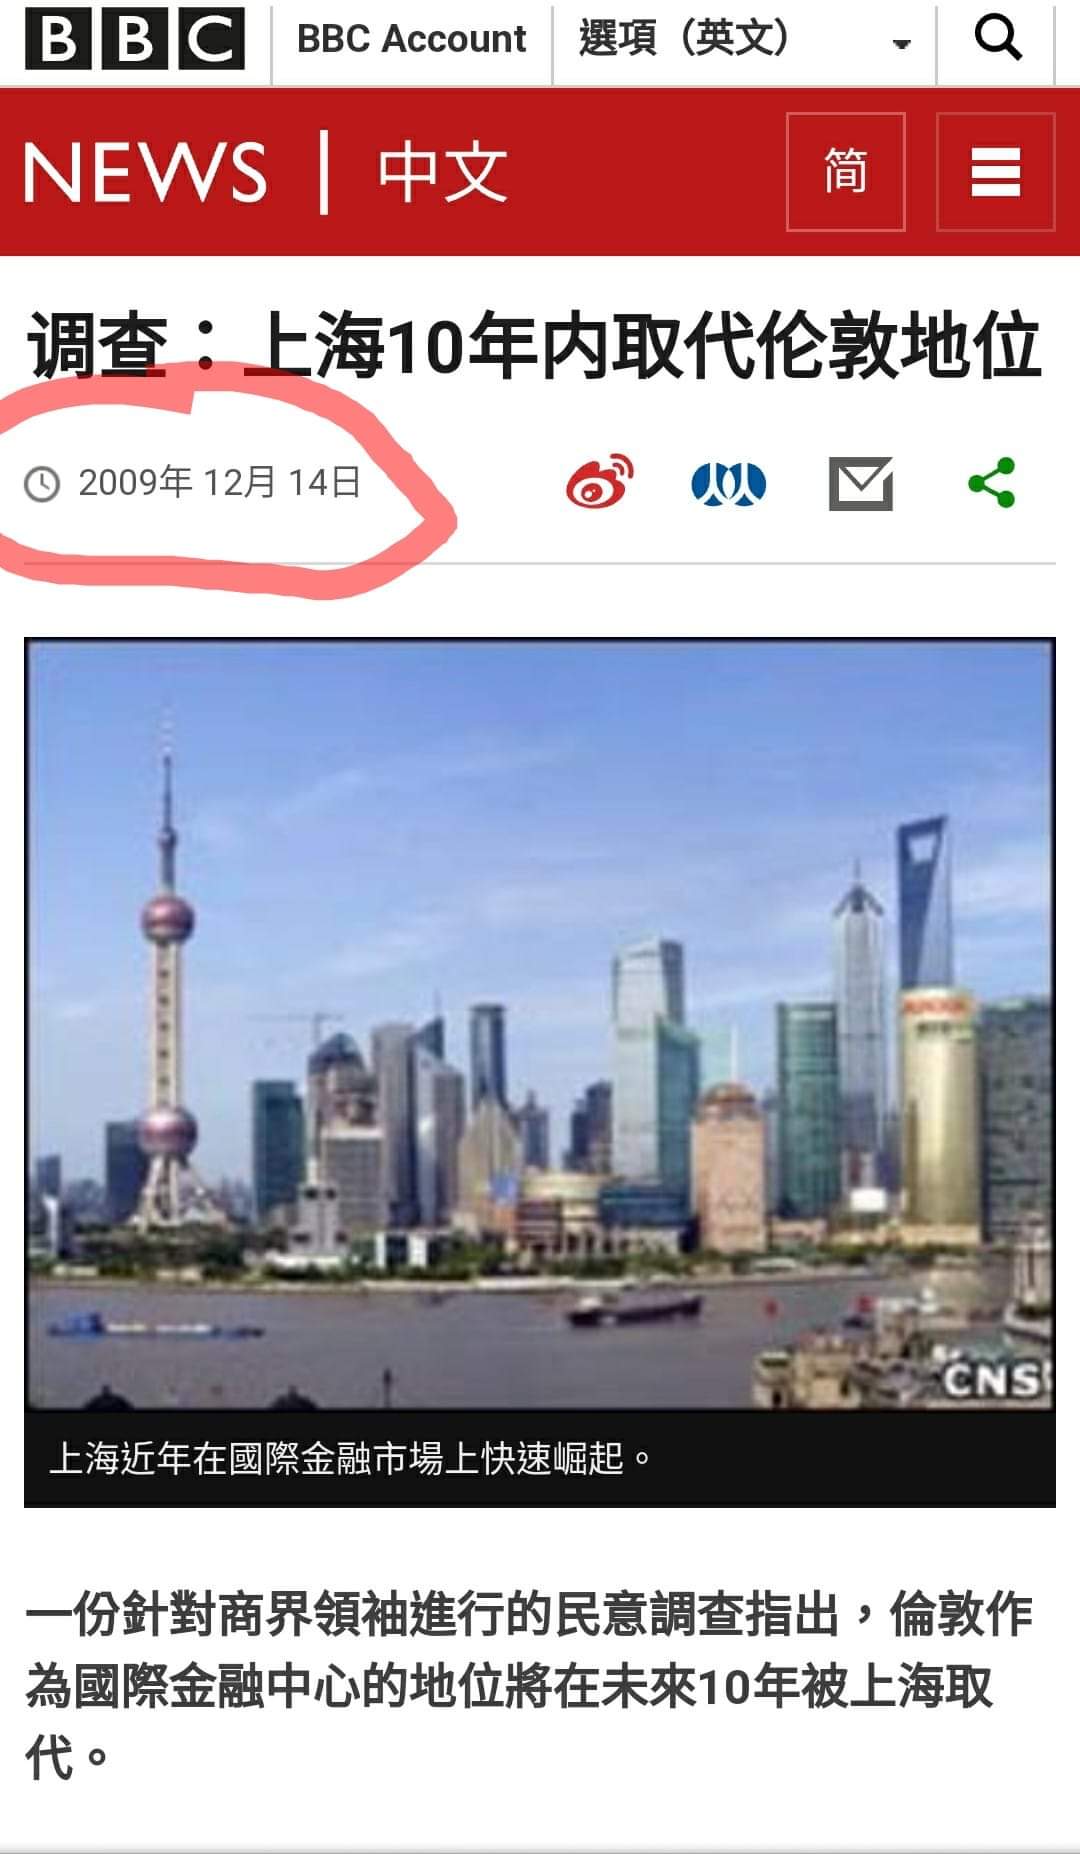 BBC BBC Account 選項（英文）
NEWS | 中文 简
调查：上海10年内取代伦敦地位
2009年 12月 14日
CNS
上海近年在國際金融市場上快速崛起。
一份針對商界領袖進行的民意調查指出，倫敦作
為國際金融中心的地位將在未來10年被上海取
代。